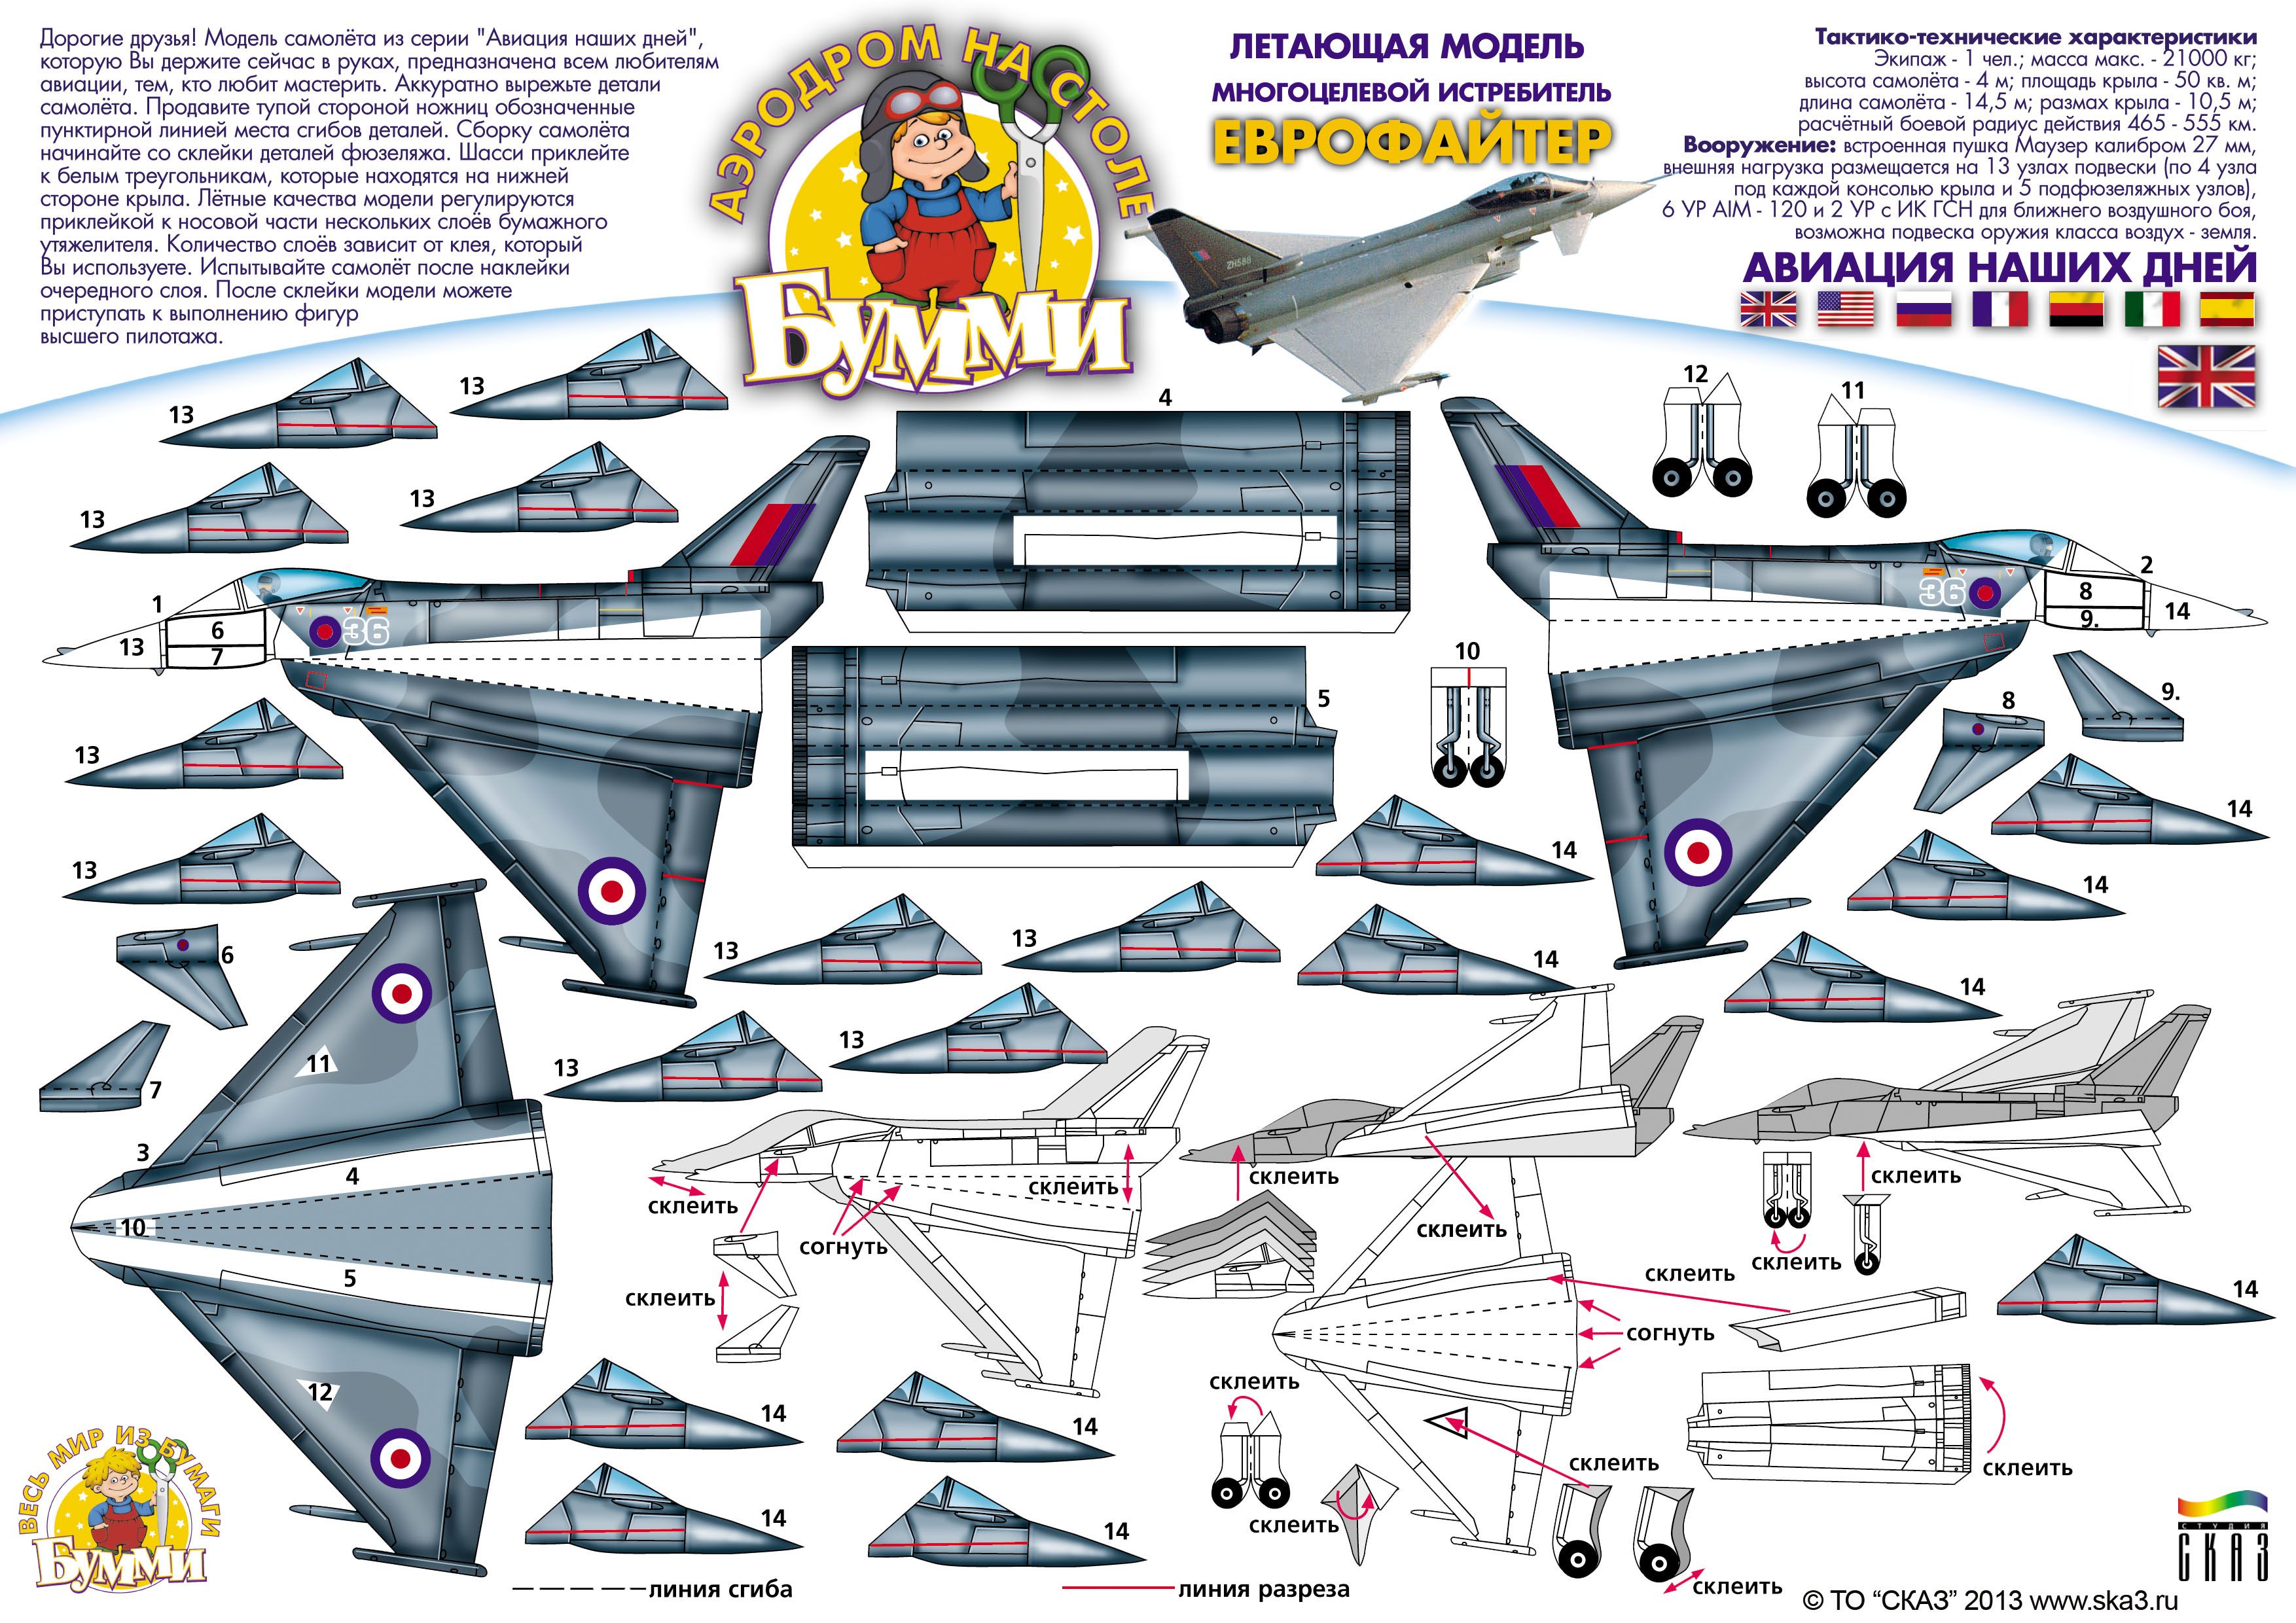 Дорогие друзья! Модель самолёта из серии "Авиация наших дней",
которую Вы держите сейчас в руках, предназначена всем любителям
авиации, тем, кто любит мастерить. Аккуратно вырежьте детали
самолёта. Продавите тупой стороной ножниц обозначенные
пунктирной линией места сгибов деталей. Сборку самолёта
начинайте со склейки деталей фюзеляжа. Шасси приклейте
к белым треугольникам, которые находятся на нижней
стороне крыла. Лётные качества модели регулируются
приклейкой к носовой части нескольких слоёв бумажного
утяжелителя. Количество слоёв зависит от клея, который
Вы используете. Испытывайте самолёт после наклейки
очередного слоя. После склейки модели можете
приступать к выполнению фигур
высшего пилотажа.
АЭРОДРОМ НА СТОЛЕ
БУММИ
ЛЕТАЮЩАЯ МОДЕЛЬ
МНОГОЦЕЛЕВОЙ ИСТРЕБИТЕЛЬ
ЕВРОФАЙТЕР
ZH588
Тактико-технические характеристики
Экипаж - 1 чел.; масса макс. - 21000 кг;
высота самолёта - 4 м; площадь крыла - 50 кв. м;
длина самолёта - 14,5 м; размах крыла - 10,5 м;
расчётный боевой радиус действия 465 - 555 км.
Вооружение: встроенная пушка Маузер калибром 27 мм,
внешняя нагрузка размещается на 13 узлах подвески (по 4 узла
под каждой консолью крыла и 5 подфюзеляжных узлов),
6 УР AIM - 120 и 2 УР с ИК ГСН для ближнего воздушного боя,
возможна подвеска оружия класса воздух - земля.
АВИАЦИЯ НАШИХ ДНЕЙ
13
13
4
12
11
13
13
1
6
7
13
36
36
2
8
9.
14
10
5
8
9.
13
13
14
14
14
6
7
13
13
14
14
13
13
11
3
4
10
5
12
склеить
склеить
согнуть
склеить
склеить
склеить
склеить
согнуть
склеить
склеить
14
склеить
склеить
склеить
склеить
склеить
14
14
14
14
ВЕСЬ МИР ИЗ БУМАГИ
БУММИ
линия сгиба
линия разреза
СТУДИЯ
СКАЗ
© ТО “СКАЗ” 2013 www.ska3.ru